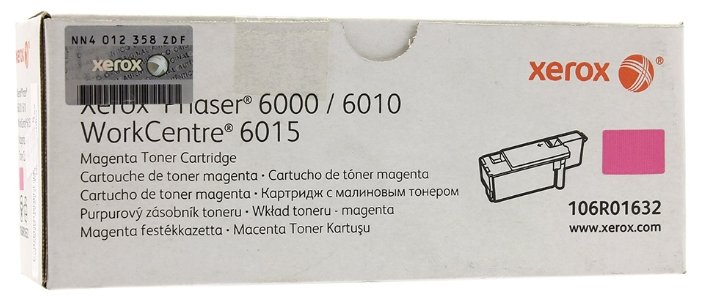 NN4 012 358 ZDF
xerox
xerox
Xerox Phaser® 6000 / 6010
WorkCentre® 6015
Magenta Toner Cartridge
Cartouche de toner magenta • Cartucho de tóner magenta
Cartucho de toner magenta • Картридж с малиновым тонером
Purpurový zásobník toneru • Wkład toneru - magenta
Magenta festékkazetta • Macenta Toner Kartuşu
106R01632
www.xerox.com